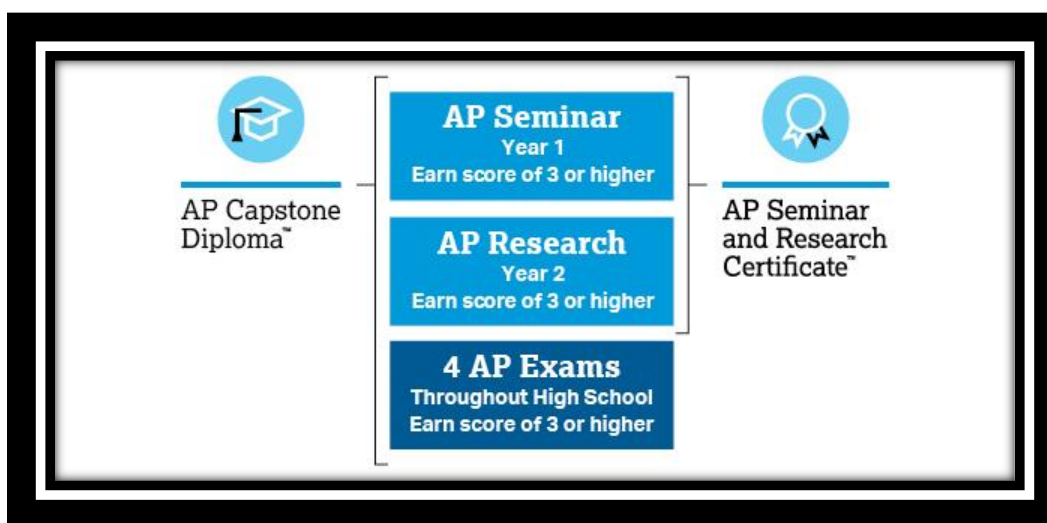 AP Capstone
Diploma™
AP Seminar
Year 1
Earn score of 3 or higher
AP Research
Year 2
Earn score of 3 or higher
4 AP Exams
Throughout High School
Earn score of 3 or higher
AP Seminar
and Research
Certificate™